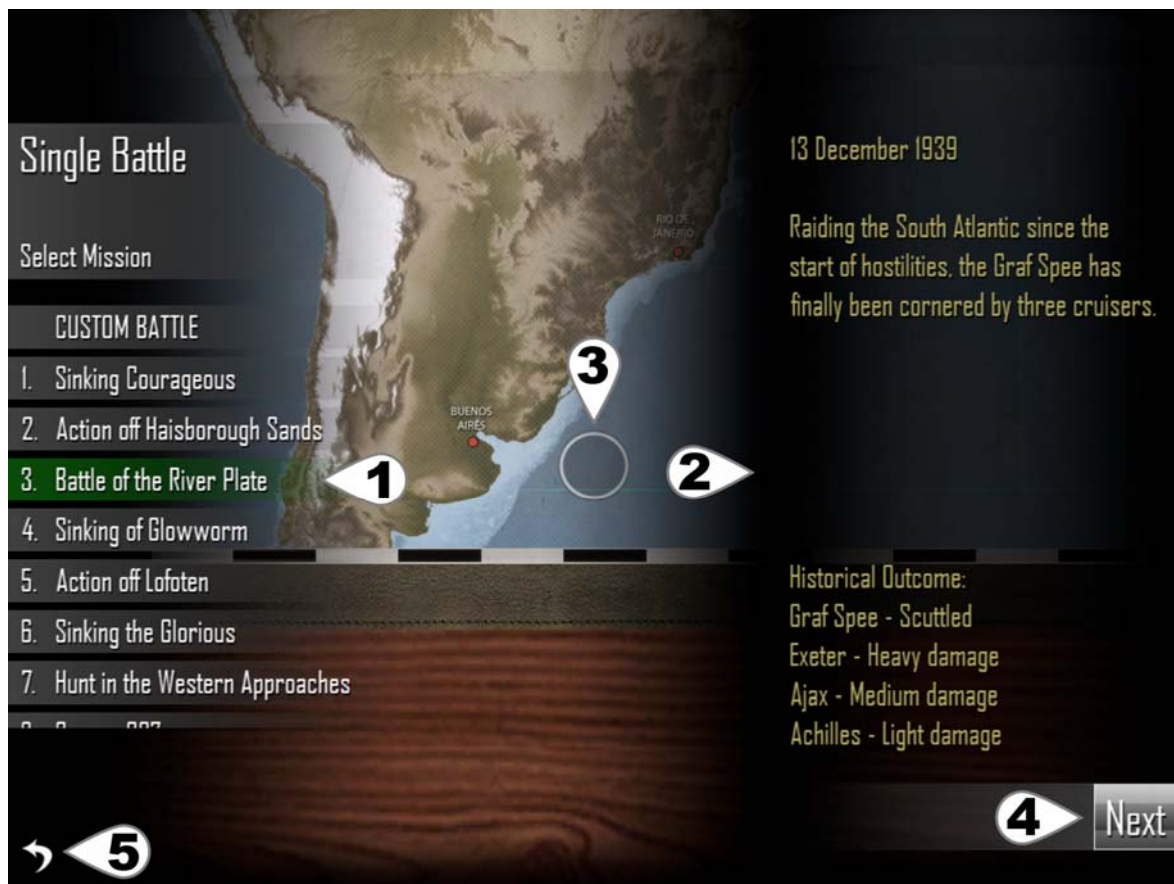 Single Battle
Select Mission
CUSTOM BATTLE
1. Sinking Courageous
2. Action off Haisborough Sands
3. Battle of the River Plate
4. Sinking of Glowworm
5. Action off Lofoten
6. Sinking the Glorious
7. Hunt in the Western Approaches
RIO DE
JANEIRO
BUENOS
AIRES
1
2
3
13 December 1939
Raiding the South Atlantic since the
start of hostilities, the Graf Spee has
finally been cornered by three cruisers.
Historical Outcome:
Graf Spee - Scuttled
Exeter - Heavy damage
Ajax - Medium damage
Achilles - Light damage
4
Next
5